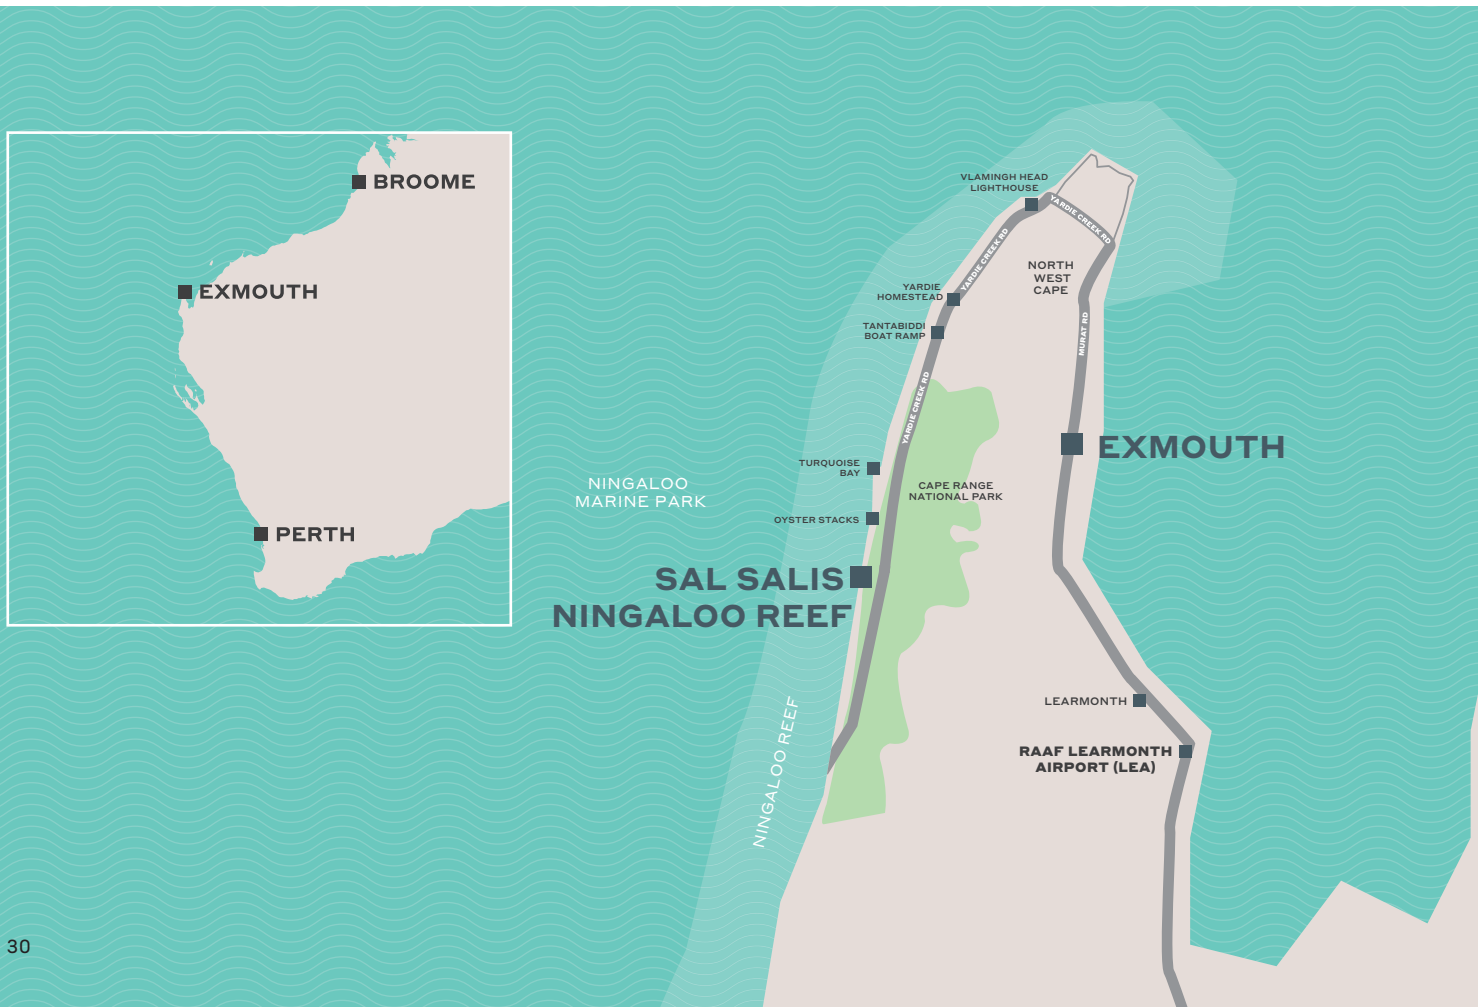 BROOME
EXMOUTH
PERTH
VLAMINGH HEAD
LIGHTHOUSE
YARDIE CREEK RD
YARDIE CREEK RD
NORTH
WEST
CAPE
YARDIE
HOMESTEAD
TANTABIDDI
BOAT RAMP
MURAT RD
YARDIE CREEK RD
EXMOUTH
TURQUOISE
BAY
NINGALOO
MARINE PARK
CAPE RANGE
NATIONAL PARK
OYSTER STACKS
SAL SALIS
NINGALOO REEF
NINGALOO REEF
LEARMONTH
RAAF LEARMONTH
AIRPORT (LEA)
30